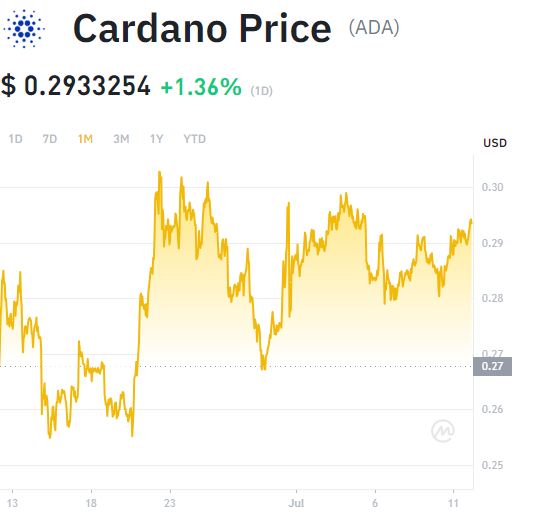 Cardano Price (ADA)
$ 0.2933254 +1.36% (1D)
1D 7D 1M 3M 1Y YTD
USD
0.30
0.29
0.28
0.27
0.27
0.26
0.25
13 18 23 Jul 6 11